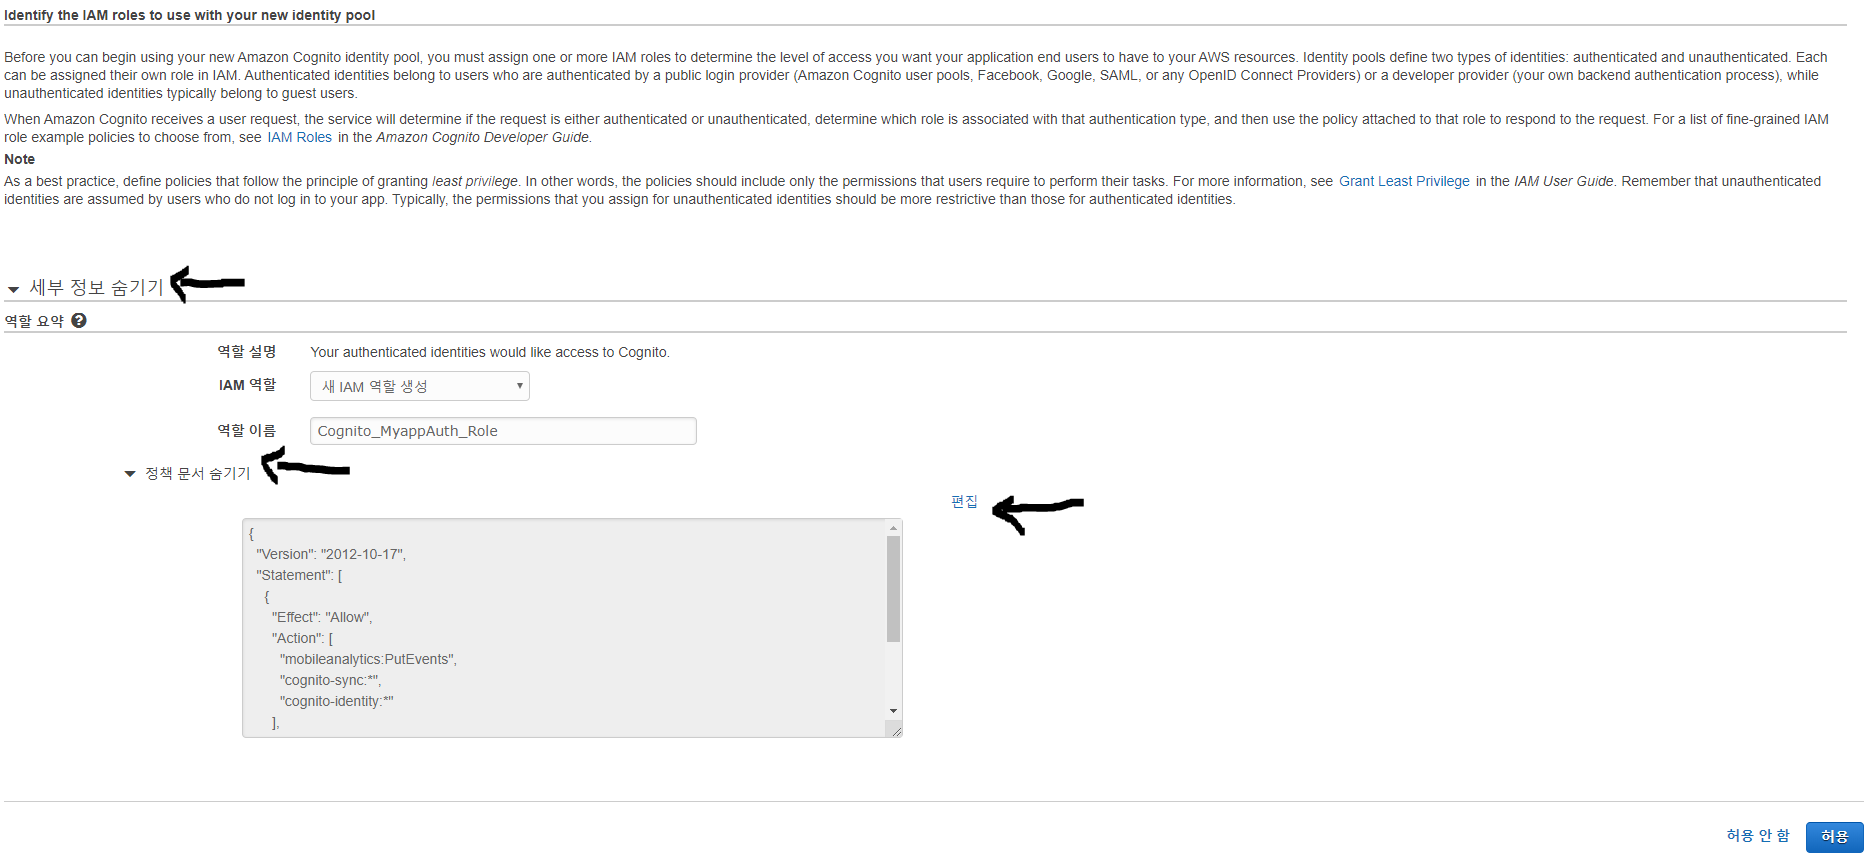 Identify the IAM roles to use with your new identity pool
Before you can begin using your new Amazon Cognito identity pool, you must assign one or more IAM roles to determine the level of access you want your application end users to have to your AWS resources. Identity pools define two types of identities: authenticated and unauthenticated. Each
can be assigned their own role in IAM. Authenticated identities belong to users who are authenticated by a public login provider (Amazon Cognito user pools, Facebook, Google, SAML, or any OpenID Connect Providers) or a developer provider (your own backend authentication process), while
unauthenticated identities typically belong to guest users.
When Amazon Cognito receives a user request, the service will determine if the request is either authenticated or unauthenticated, determine which role is associated with that authentication type, and then use the policy attached to that role to respond to the request. For a list of fine-grained IAM
role example policies to choose from, see IAM Roles in the Amazon Cognito Developer Guide.
Note
As a best practice, define policies that follow the principle of granting least privilege. In other words, the policies should include only the permissions that users require to perform their tasks. For more information, see Grant Least Privilege in the IAM User Guide. Remember that unauthenticated
identities are assumed by users who do not log in to your app. Typically, the permissions that you assign for unauthenticated identities should be more restrictive than those for authenticated identities.
▼ 세부 정보 숨기기
역할 요약 ?
역할 설명 Your authenticated identities would like access to Cognito.
IAM 역할 새 IAM 역할 생성
역할 이름 Cognito_MyappAuth_Role
▼ 정책 문서 숨기기
편집
{
"Version": "2012-10-17",
"Statement": [
{
"Effect": "Allow",
"Action": [
"mobileanalytics:PutEvents",
"cognito-sync:*",
"cognito-identity:*"
],
허용 안 함 허용